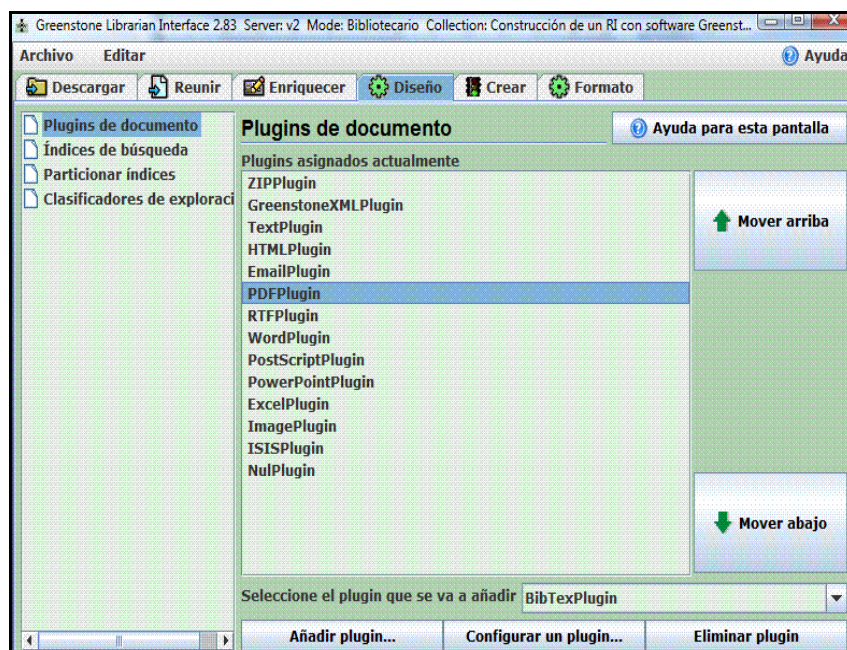 Greenstone Librarian Interface 2.83 Server: v2 Mode: Bibliotecario Collection: Construcción de un RI con software Greenst...
Archivo Editar Ayuda
Descargar Reunir Enriquecer Diseño Crear Formato
Plugins de documento
Índices de búsqueda
Particionar índices
Clasificadores de exploraci
Plugins de documento
Ayuda para esta pantalla
Plugins asignados actualmente
ZIPPlugin
GreenstoneXMLPlugin
TextPlugin
HTMLPlugin
EmailPlugin
PDFPlugin
RTFPlugin
WordPlugin
PostScriptPlugin
PowerPointPlugin
ExcelPlugin
ImagePlugin
ISISPlugin
NulPlugin
Mover arriba
Mover abajo
Seleccione el plugin que se va a añadir BibTexPlugin
Añadir plugin... Configurar un plugin... Eliminar plugin